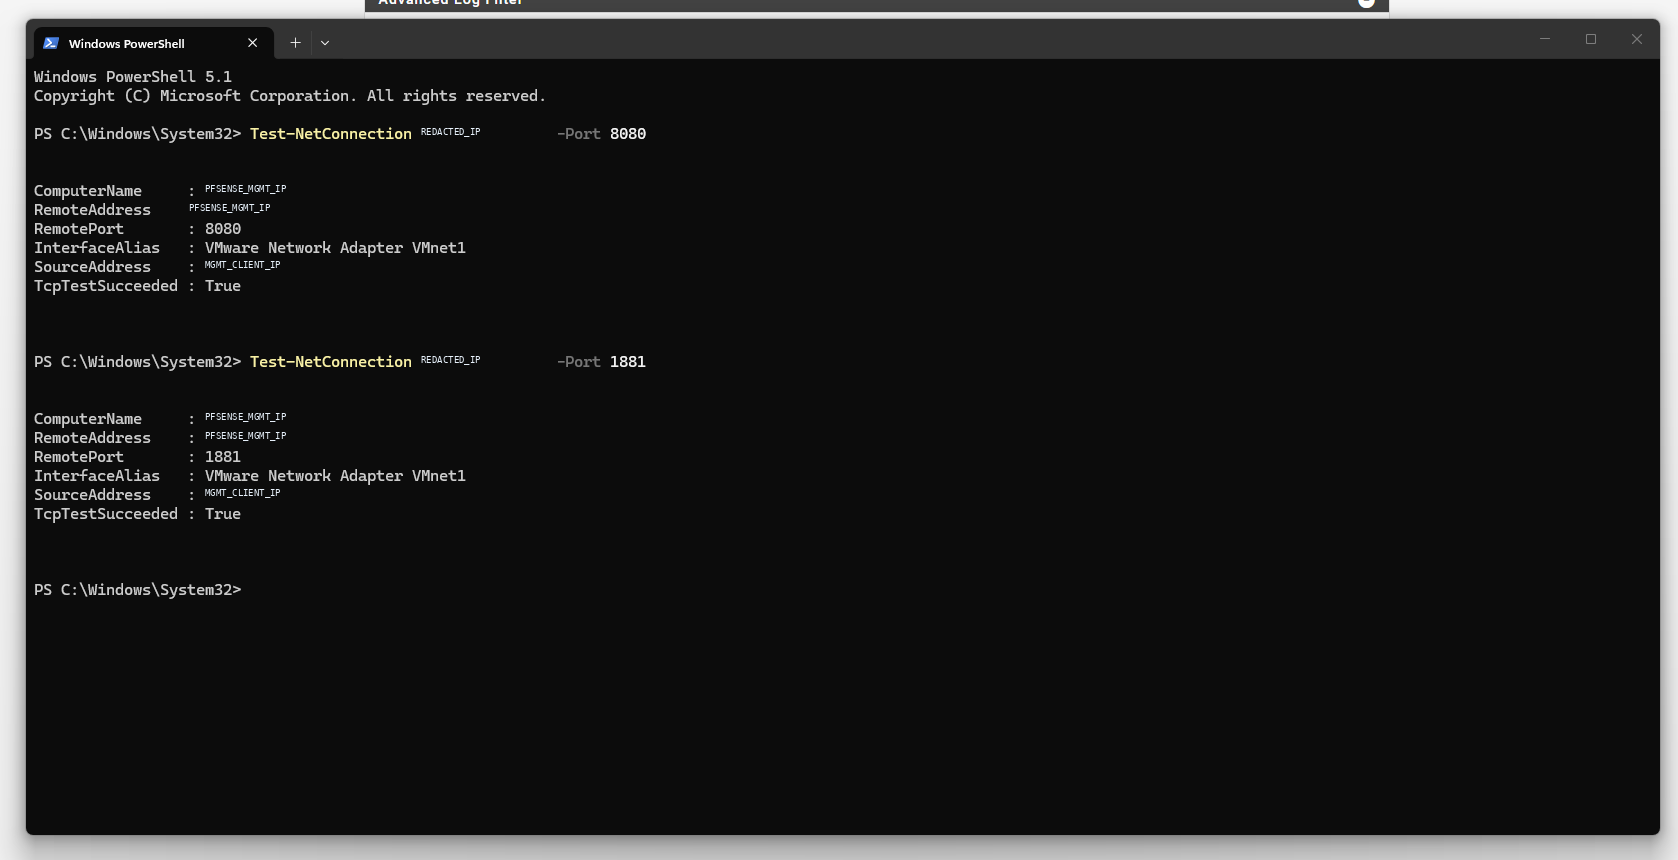 Advanced Log Filter
Windows PowerShell
Windows PowerShell 5.1
Copyright (C) Microsoft Corporation. All rights reserved.
PS C:\Windows\System32> Test-NetConnection REDACTED_IP -Port 8080
ComputerName : PFSENSE_MGMT_IP
RemoteAddress PFSENSE_MGMT_IP
RemotePort : 8080
InterfaceAlias : VMware Network Adapter VMnet1
SourceAddress : MGMT_CLIENT_IP
TcpTestSucceeded : True
PS C:\Windows\System32> Test-NetConnection REDACTED_IP -Port 1881
ComputerName : PFSENSE_MGMT_IP
RemoteAddress : PFSENSE_MGMT_IP
RemotePort : 1881
InterfaceAlias : VMware Network Adapter VMnet1
SourceAddress : MGMT_CLIENT_IP
TcpTestSucceeded : True
PS C:\Windows\System32>